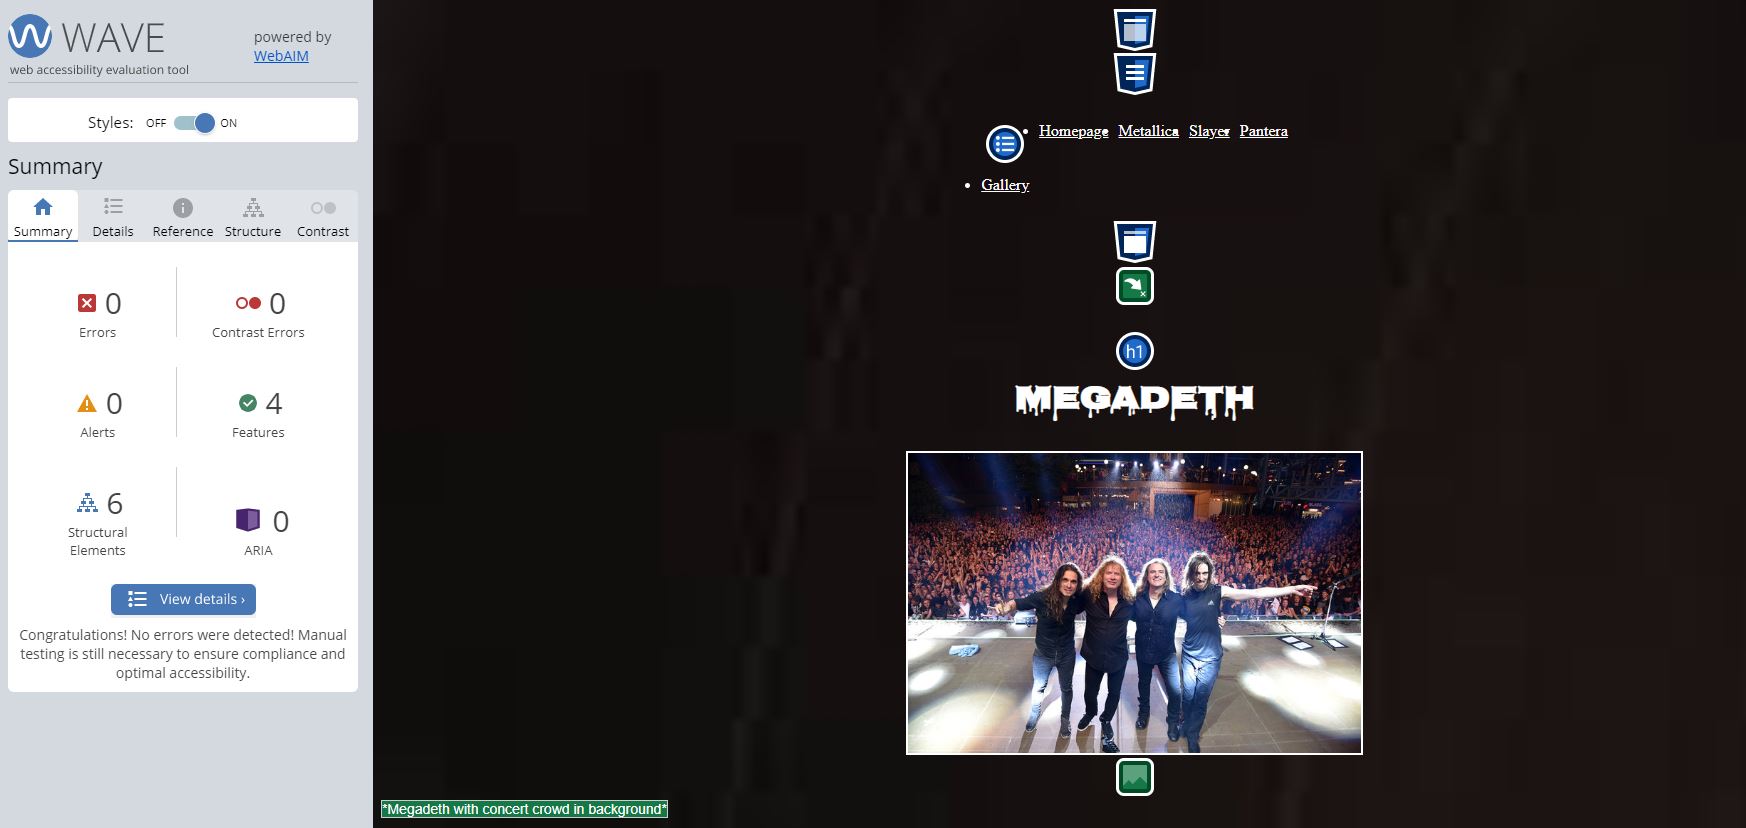 WAVE
powered by
WebAIM
web accessibility evaluation tool
Styles: OFF ON
Summary
Summary Details Reference Structure Contrast
0 0
Errors Contrast Errors
0 4
Alerts Features
6 0
Structural
Elements
ARIA
View details ›
Congratulations! No errors were detected! Manual
testing is still necessary to ensure compliance and
optimal accessibility.
Homepage Metallica Slayer Pantera
Gallery
h1
MEGADETH
*Megadeth with concert crowd in background*